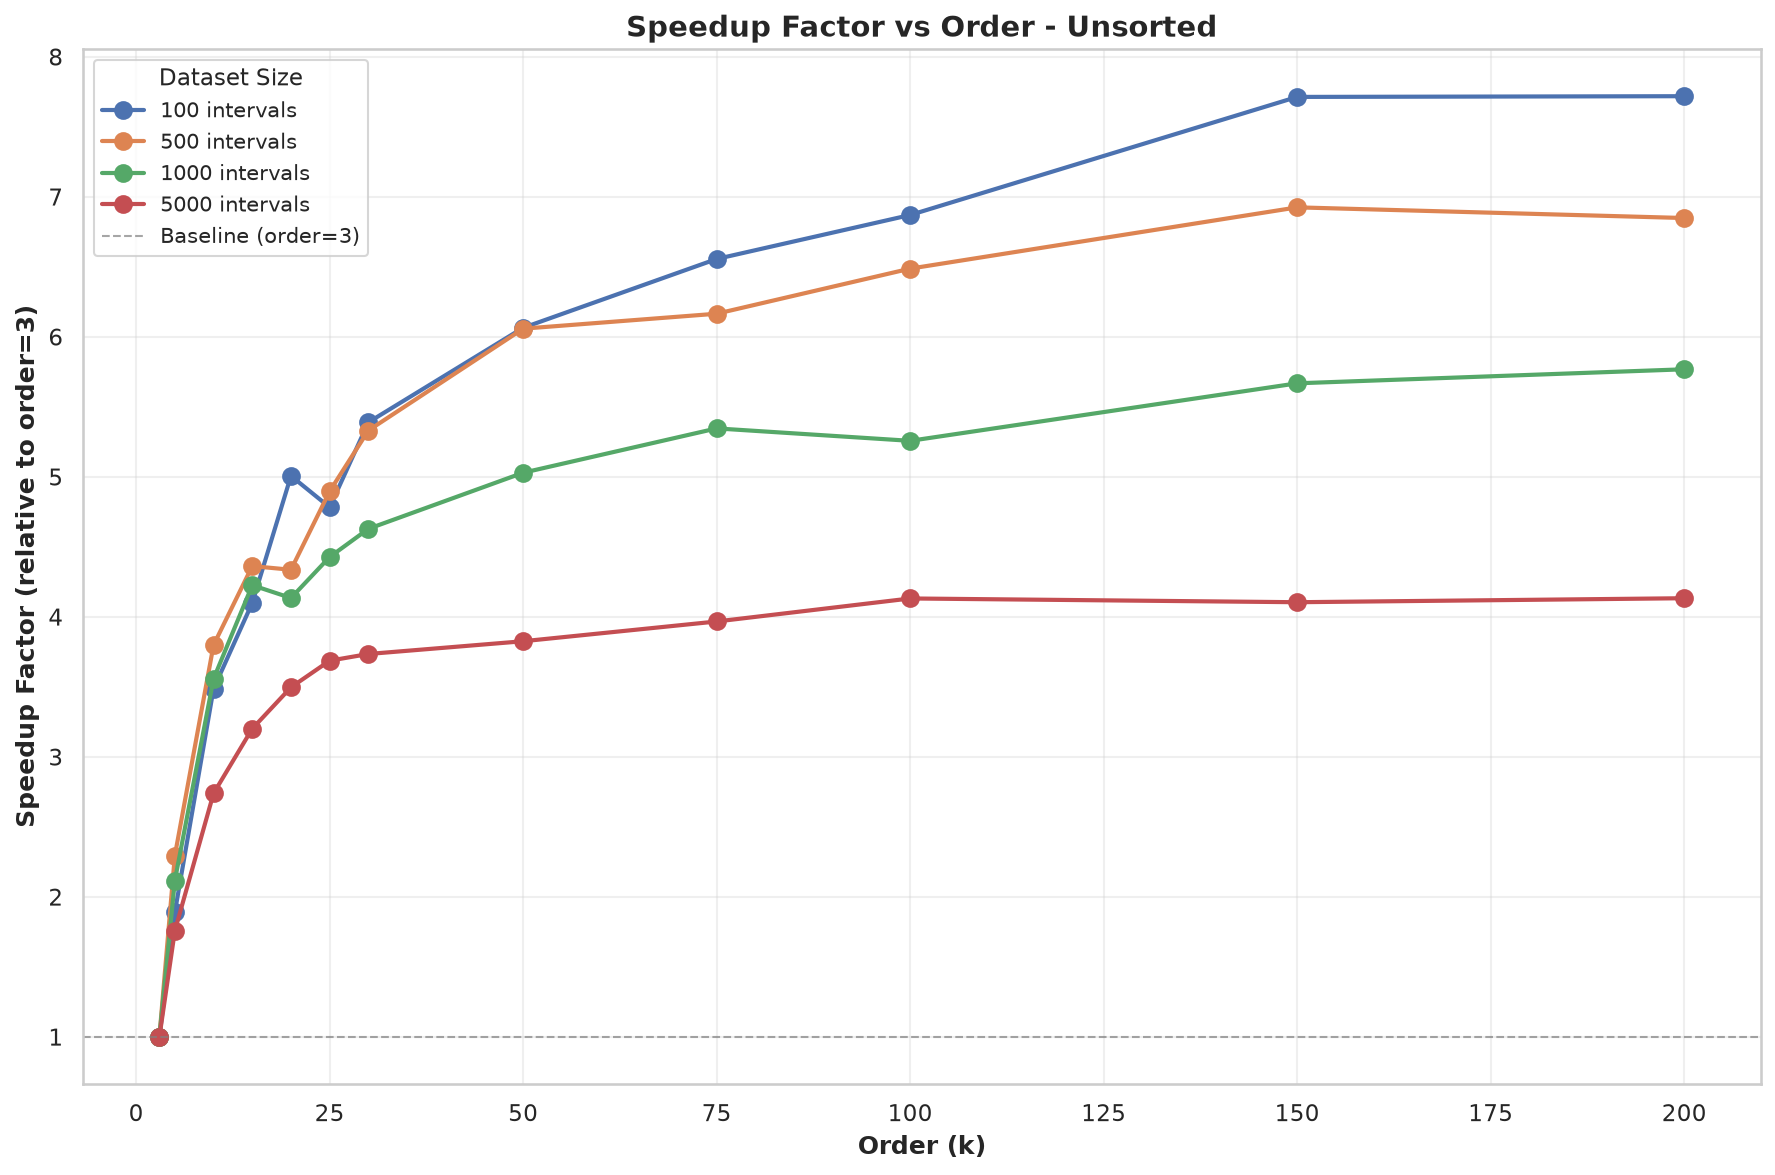 Speedup Factor vs Order - Unsorted
Dataset Size
100 intervals
500 intervals
1000 intervals
5000 intervals
Baseline (order=3)
Speedup Factor (relative to order=3)
8
7
6
5
4
3
2
1
0 25 50 75 100 125 150 175 200
Order (k)